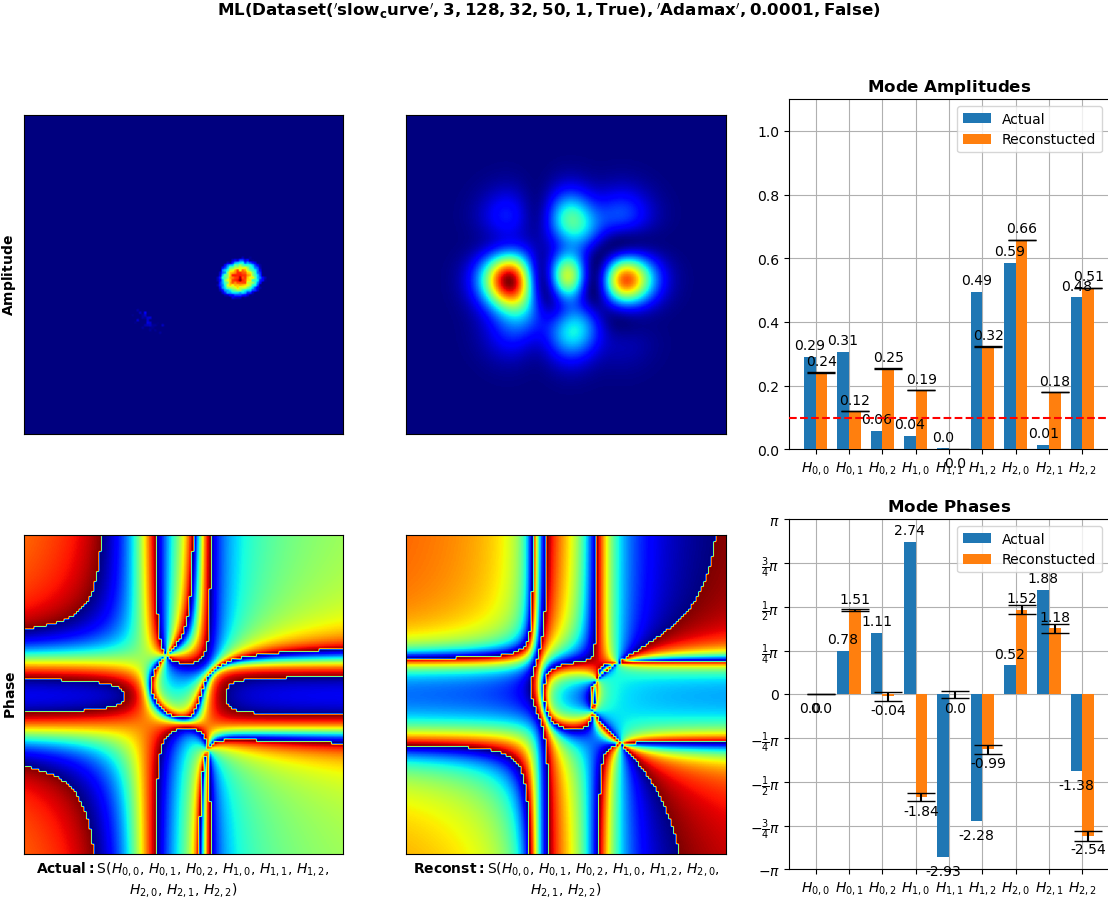 ML(Dataset('slow_curve', 3, 128, 32, 50, 1, True), 'Adamax', 0.0001, False)
Mode Amplitudes
Amplitude
Actual
Reconstucted
1.0
0.8
0.6
0.4
0.2
0.0
0.29 0.31 0.06 0.04 0.0 0.49 0.59 0.01 0.48
0.24 0.12 0.25 0.19 0.0 0.32 0.66 0.18 0.51
H0,0 H0,1 H0,2 H1,0 H1,1 H1,2 H2,0 H2,1 H2,2
Mode Phases
Phase
Actual
Reconstucted
π
3/4π
1/2π
1/4π
0
−1/4π
−1/2π
−3/4π
−π
0.0 0.78 1.11 2.74 -2.93 -2.28 0.52 1.88 -1.38
0.0 1.51 -0.04 -1.84 0.0 -0.99 1.52 1.18 -2.54
H0,0 H0,1 H0,2 H1,0 H1,1 H1,2 H2,0 H2,1 H2,2
Actual: S(H0,0, H0,1, H0,2, H1,0, H1,1, H1,2,
H2,0, H2,1, H2,2)
Reconst: S(H0,0, H0,1, H0,2, H1,0, H1,2, H2,0,
H2,1, H2,2)